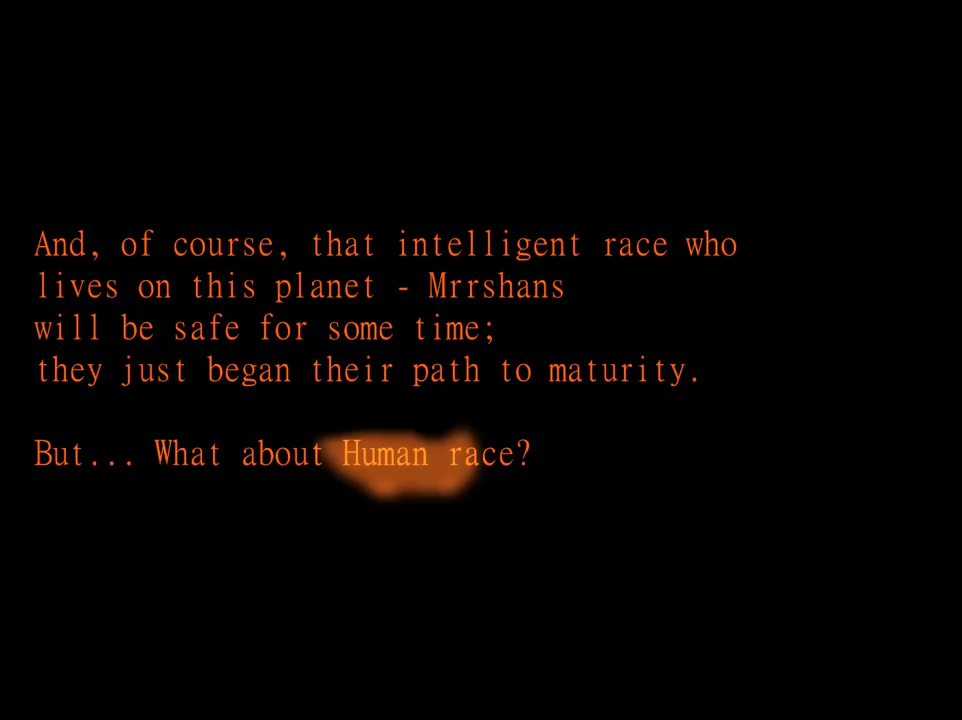 And, of course, that intelligent race who
lives on this planet - Mrrshans
will be safe for some time;
they just began their path to maturity.
But... What about Human race?